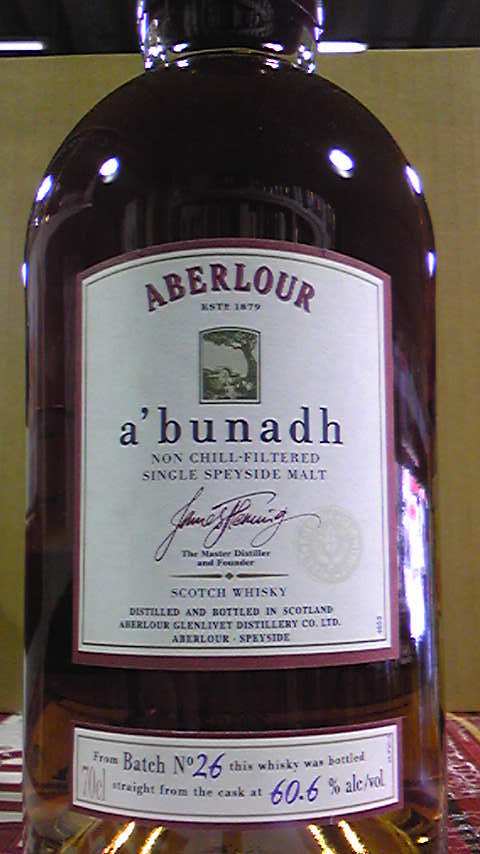 ABERLOUR
ESTD 1879
a'bunadh
NON CHILL-FILTERED
SINGLE SPEYSIDE MALT
James Fleming
The Master Distiller
and Founder
SCOTCH WHISKY
DISTILLED AND BOTTLED IN SCOTLAND
ABERLOUR GLENLIVET DISTILLERY CO. LTD.
ABERLOUR · SPEYSIDE
From Batch Nº 26 this whisky was bottled
70cl straight from the cask at 60.6 % alc/vol.